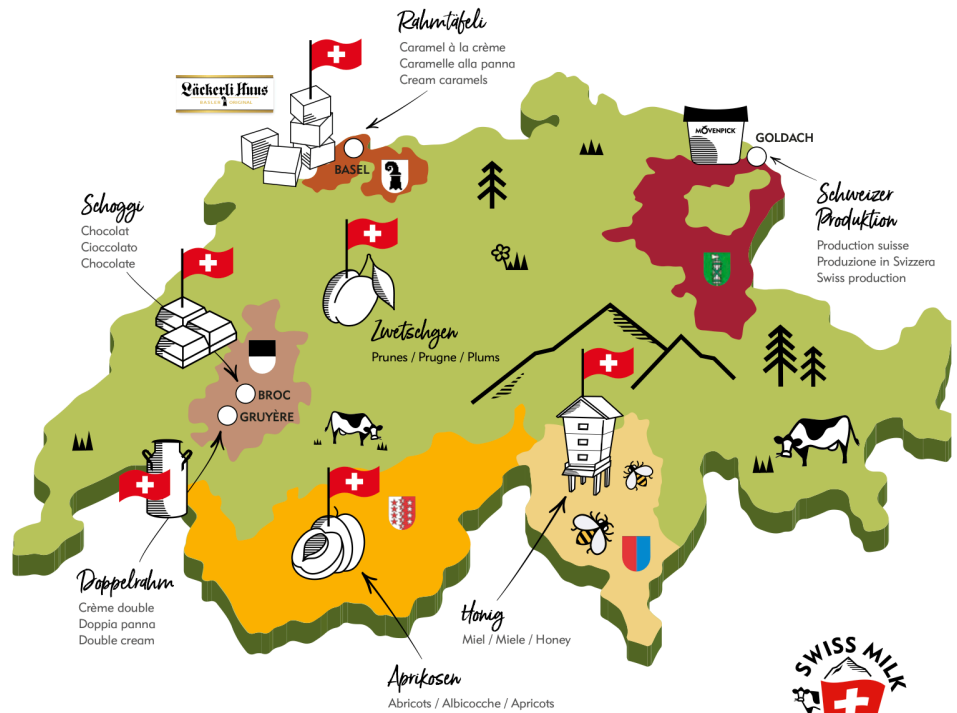 Rahmtäfeli
Caramel à la crème
Caramelle alla panna
Cream caramels
Läckerli Huus
BASLER ORIGINAL
BASEL
MÖVENPICK
GOLDACH
Schweizer
Produktion
Production suisse
Produzione in Svizzera
Swiss production
Schoggi
Chocolat
Cioccolato
Chocolate
Zwetschgen
Prunes / Prugne / Plums
BROC
GRUYÈRE
Doppelrahm
Crème double
Doppia panna
Double cream
Honig
Miel / Miele / Honey
Aprikosen
Abricots / Albicocche / Apricots
SWISS MILK